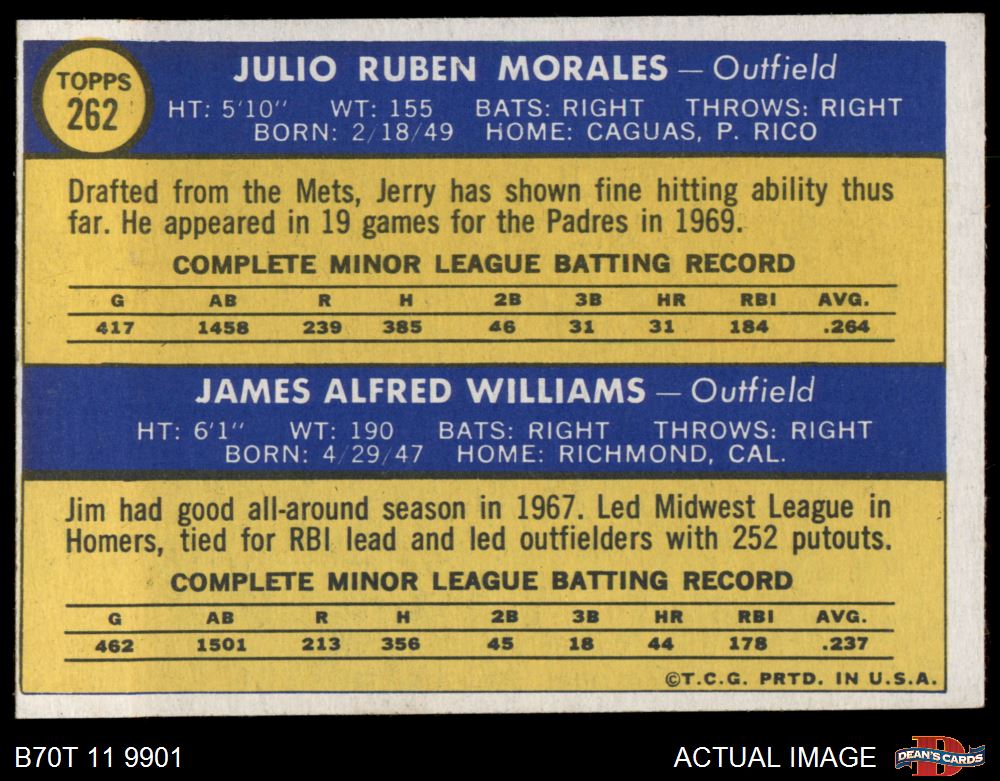 TOPPS
262
JULIO RUBEN MORALES — Outfield
HT: 5'10" WT: 155 BATS: RIGHT THROWS: RIGHT
BORN: 2/18/49 HOME: CAGUAS, P. RICO
Drafted from the Mets, Jerry has shown fine hitting ability thus
far. He appeared in 19 games for the Padres in 1969.
COMPLETE MINOR LEAGUE BATTING RECORD
G AB R H 2B 3B HR RBI AVG.
417 1458 239 385 46 31 31 184 .264
JAMES ALFRED WILLIAMS — Outfield
HT: 6'1" WT: 190 BATS: RIGHT THROWS: RIGHT
BORN: 4/29/47 HOME: RICHMOND, CAL.
Jim had good all-around season in 1967. Led Midwest League in
Homers, tied for RBI lead and led outfielders with 252 putouts.
COMPLETE MINOR LEAGUE BATTING RECORD
G AB R H 2B 3B HR RBI AVG.
462 1501 213 356 45 18 44 178 .237
©T.C.G. PRTD. IN U.S.A.
B70T 11 9901
ACTUAL IMAGE
DEAN'S CARDS